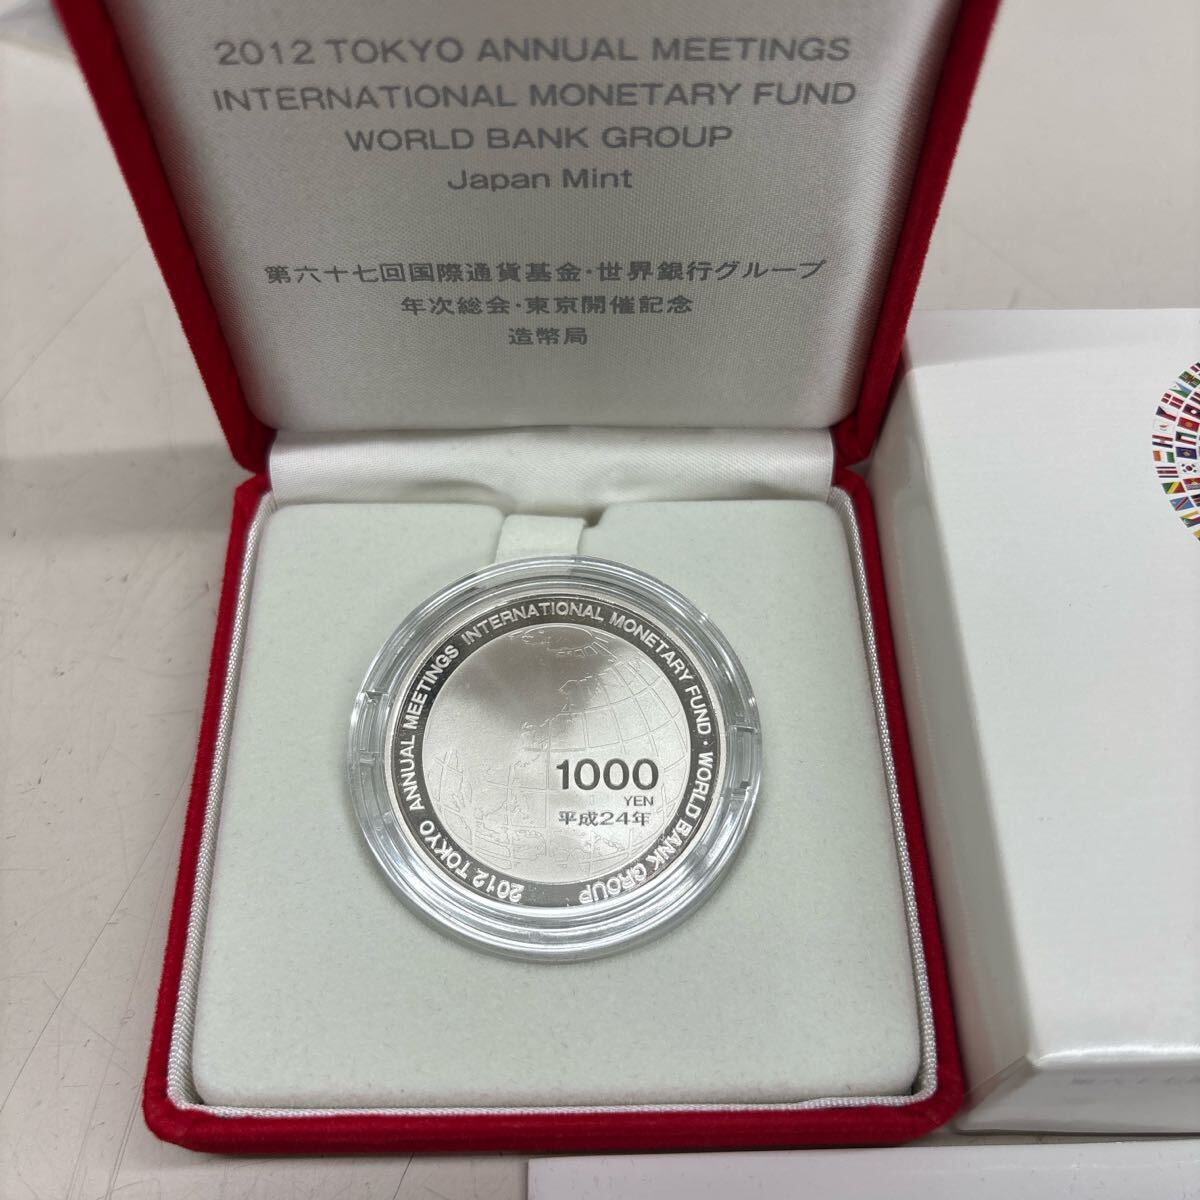 2012 TOKYO ANNUAL MEETINGS
INTERNATIONAL MONETARY FUND
WORLD BANK GROUP
Japan Mint
第六十七回国際通貨基金・世界銀行グループ
年次総会・東京開催記念
造幣局
2012 TOKYO ANNUAL MEETINGS INTERNATIONAL MONETARY FUND・WORLD BANK GROUP
1000
YEN
平成24年